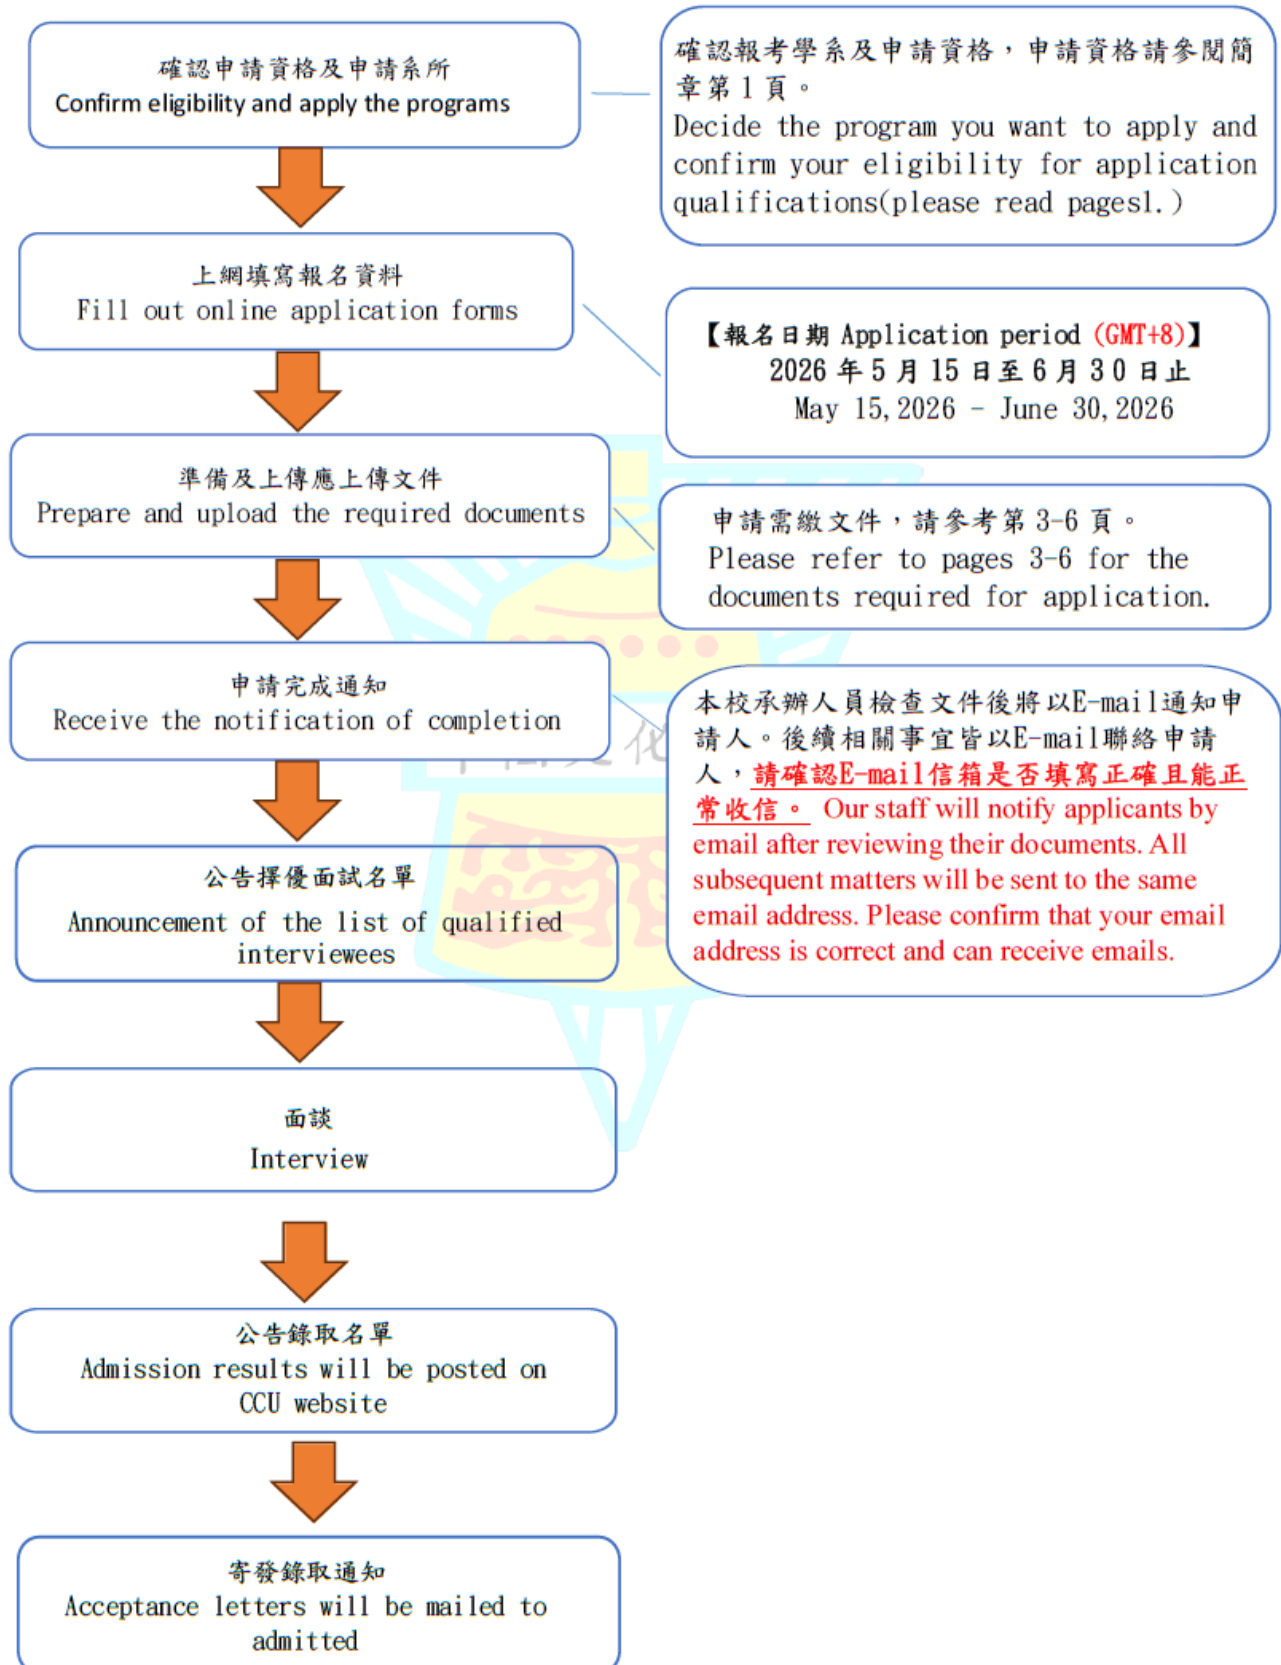 確認申請資格及申請系所
Confirm eligibility and apply the programs
確認報考學系及申請資格，申請資格請參閱簡
章第1頁。
Decide the program you want to apply and
confirm your eligibility for application
qualifications(please read pages1.)
上網填寫報名資料
Fill out online application forms
【報名日期 Application period (GMT+8)】
2026 年 5 月 15 日至 6 月 3 0 日止
May 15,2026 – June 30,2026
準備及上傳應上傳文件
Prepare and upload the required documents
申請需繳文件，請參考第 3-6 頁。
Please refer to pages 3-6 for the
documents required for application.
申請完成通知
Receive the notification of completion
本校承辦人員檢查文件後將以E-mail通知申
請人。後續相關事宜皆以E-mail聯絡申請
人，請確認E-mail信箱是否填寫正確且能正
常收信。 Our staff will notify applicants by
email after reviewing their documents. All
subsequent matters will be sent to the same
email address. Please confirm that your email
address is correct and can receive emails.
公告擇優面試名單
Announcement of the list of qualified
interviewees
面談
Interview
公告錄取名單
Admission results will be posted on
CCU website
寄發錄取通知
Acceptance letters will be mailed to
admitted